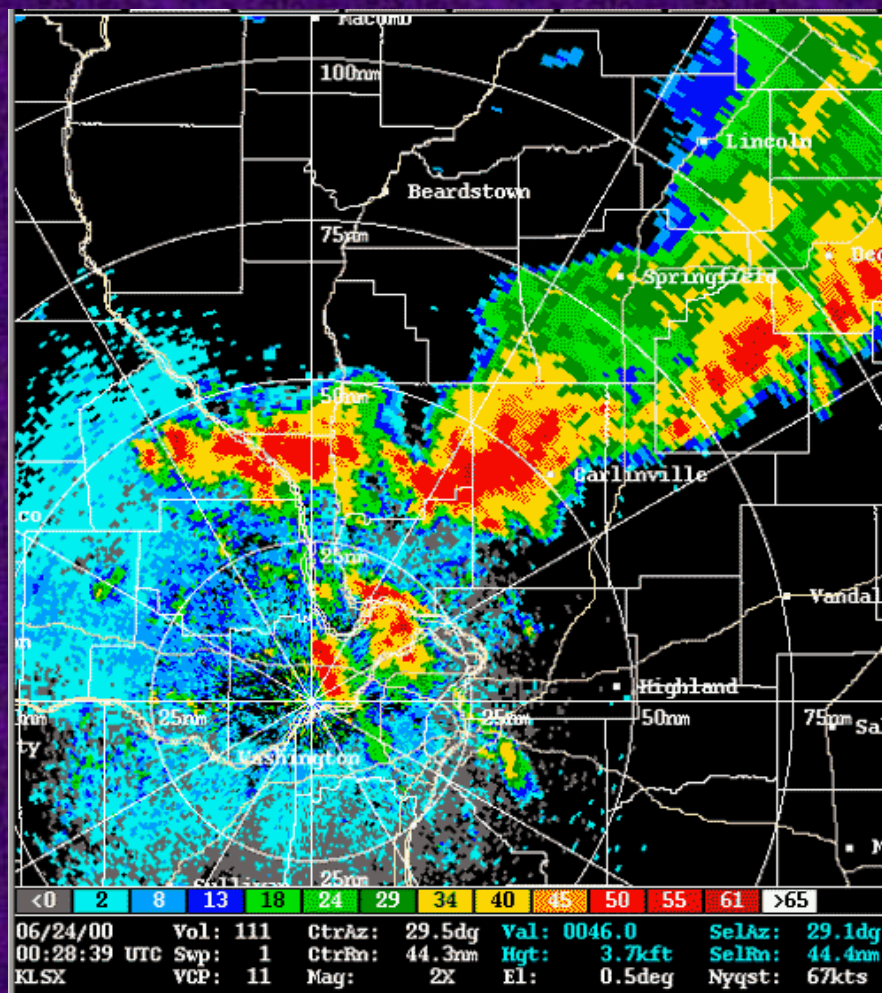 Macomb
100nm
Lincoln
Beardstown
75nm
Springfield
50nm
Carlinville
co
25nm
Highland
25nm
25nm
50nm
75nm
ty
Washington
25nm
<0 2 8 13 18 24 29 34 40 45 50 55 61 >65
06/24/00 Vol: 111 CtrAz: 29.5dg Val: 0046.0 SelAz: 29.1dg
00:28:39 UTC Swp: 1 CtrRn: 44.3nm Hgt: 3.7kft SelRn: 44.4nm
KLSX VCP: 11 Mag: 2X El: 0.5deg Nyqst: 67kts